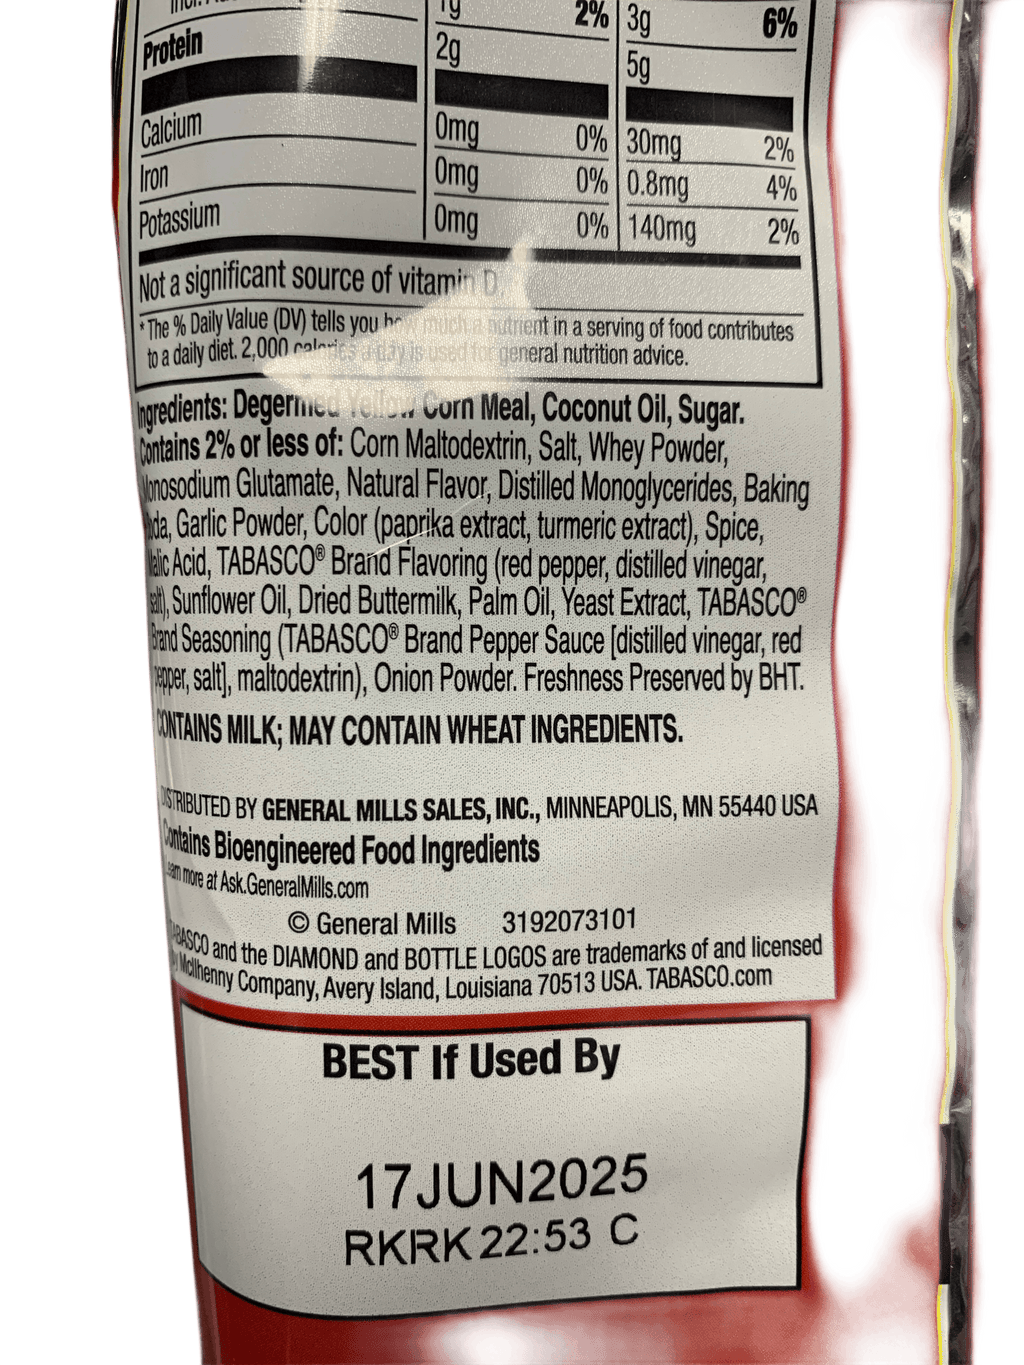 1g 2% 3g 6%
Protein 2g 5g
Calcium 0mg 0% 30mg 2%
Iron 0mg 0% 0.8mg 4%
Potassium 0mg 0% 140mg 2%
Not a significant source of vitamin D.
* The % Daily Value (DV) tells you how much a nutrient in a serving of food contributes
to a daily diet. 2,000 calories a day is used for general nutrition advice.
Ingredients: Degermed Yellow Corn Meal, Coconut Oil, Sugar.
Contains 2% or less of: Corn Maltodextrin, Salt, Whey Powder,
Monosodium Glutamate, Natural Flavor, Distilled Monoglycerides, Baking
Soda, Garlic Powder, Color (paprika extract, turmeric extract), Spice,
Malic Acid, TABASCO® Brand Flavoring (red pepper, distilled vinegar,
salt), Sunflower Oil, Dried Buttermilk, Palm Oil, Yeast Extract, TABASCO®
Brand Seasoning (TABASCO® Brand Pepper Sauce [distilled vinegar, red
pepper, salt], maltodextrin), Onion Powder. Freshness Preserved by BHT.
CONTAINS MILK; MAY CONTAIN WHEAT INGREDIENTS.
DISTRIBUTED BY GENERAL MILLS SALES, INC., MINNEAPOLIS, MN 55440 USA
Contains Bioengineered Food Ingredients
Learn more at Ask.GeneralMills.com
© General Mills 3192073101
TABASCO and the DIAMOND and BOTTLE LOGOS are trademarks of and licensed
by McIlhenny Company, Avery Island, Louisiana 70513 USA. TABASCO.com
BEST If Used By
17JUN2025
RKRK 22:53 C